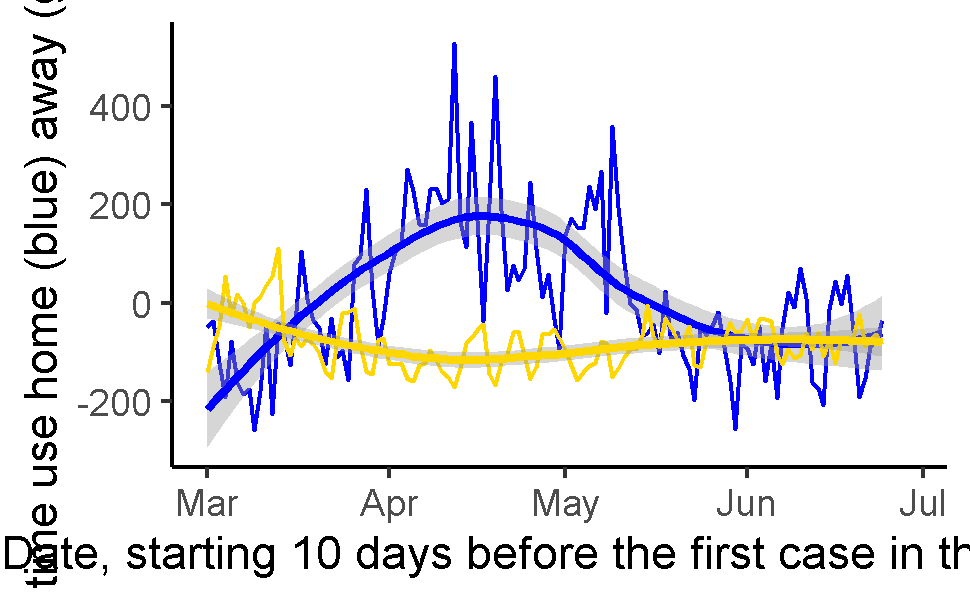 time use home (blue) away (
400
200
0
-200
Mar Apr May Jun Jul
Date, starting 10 days before the first case in th